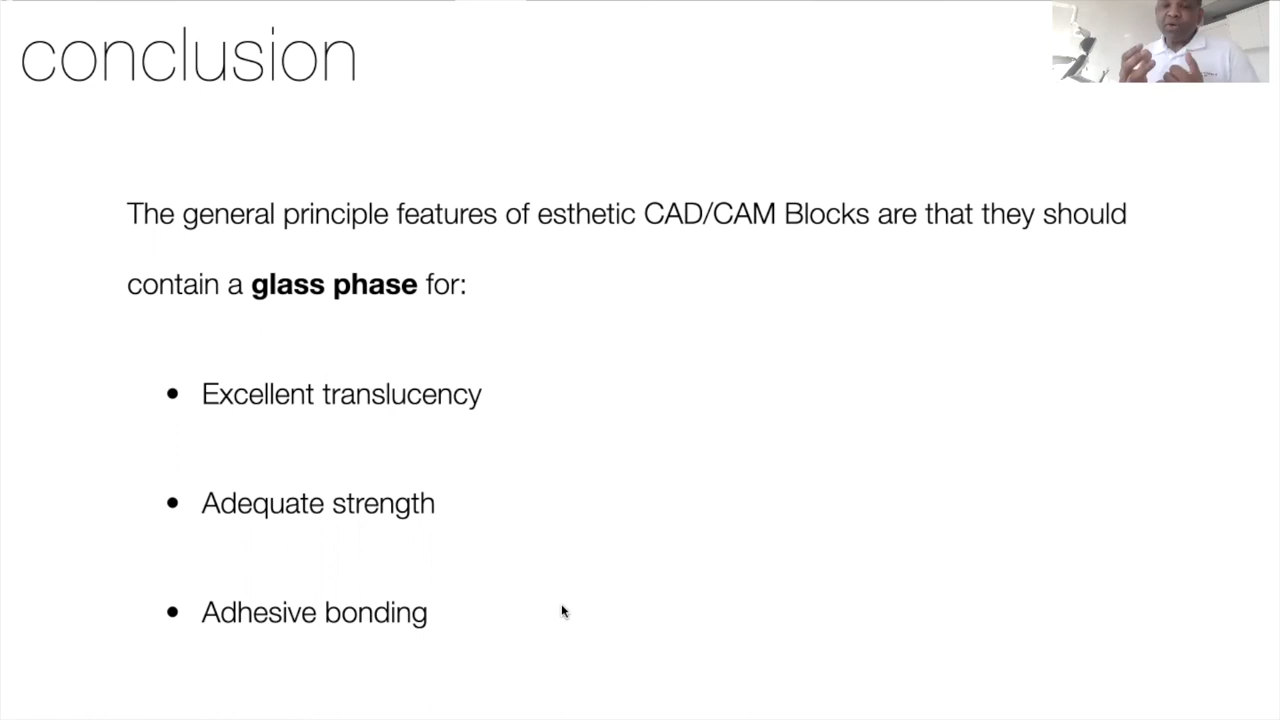 conclusion
The general principle features of esthetic CAD/CAM Blocks are that they should
contain a glass phase for:
• Excellent translucency
• Adequate strength
• Adhesive bonding